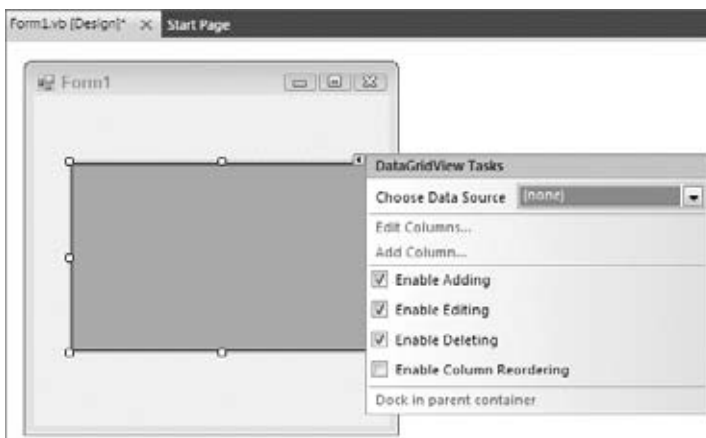 Form1.vb [Design]* Start Page
Form1
DataGridView Tasks
Choose Data Source (none)
Edit Columns...
Add Column...
Enable Adding
Enable Editing
Enable Deleting
Enable Column Reordering
Dock in parent container